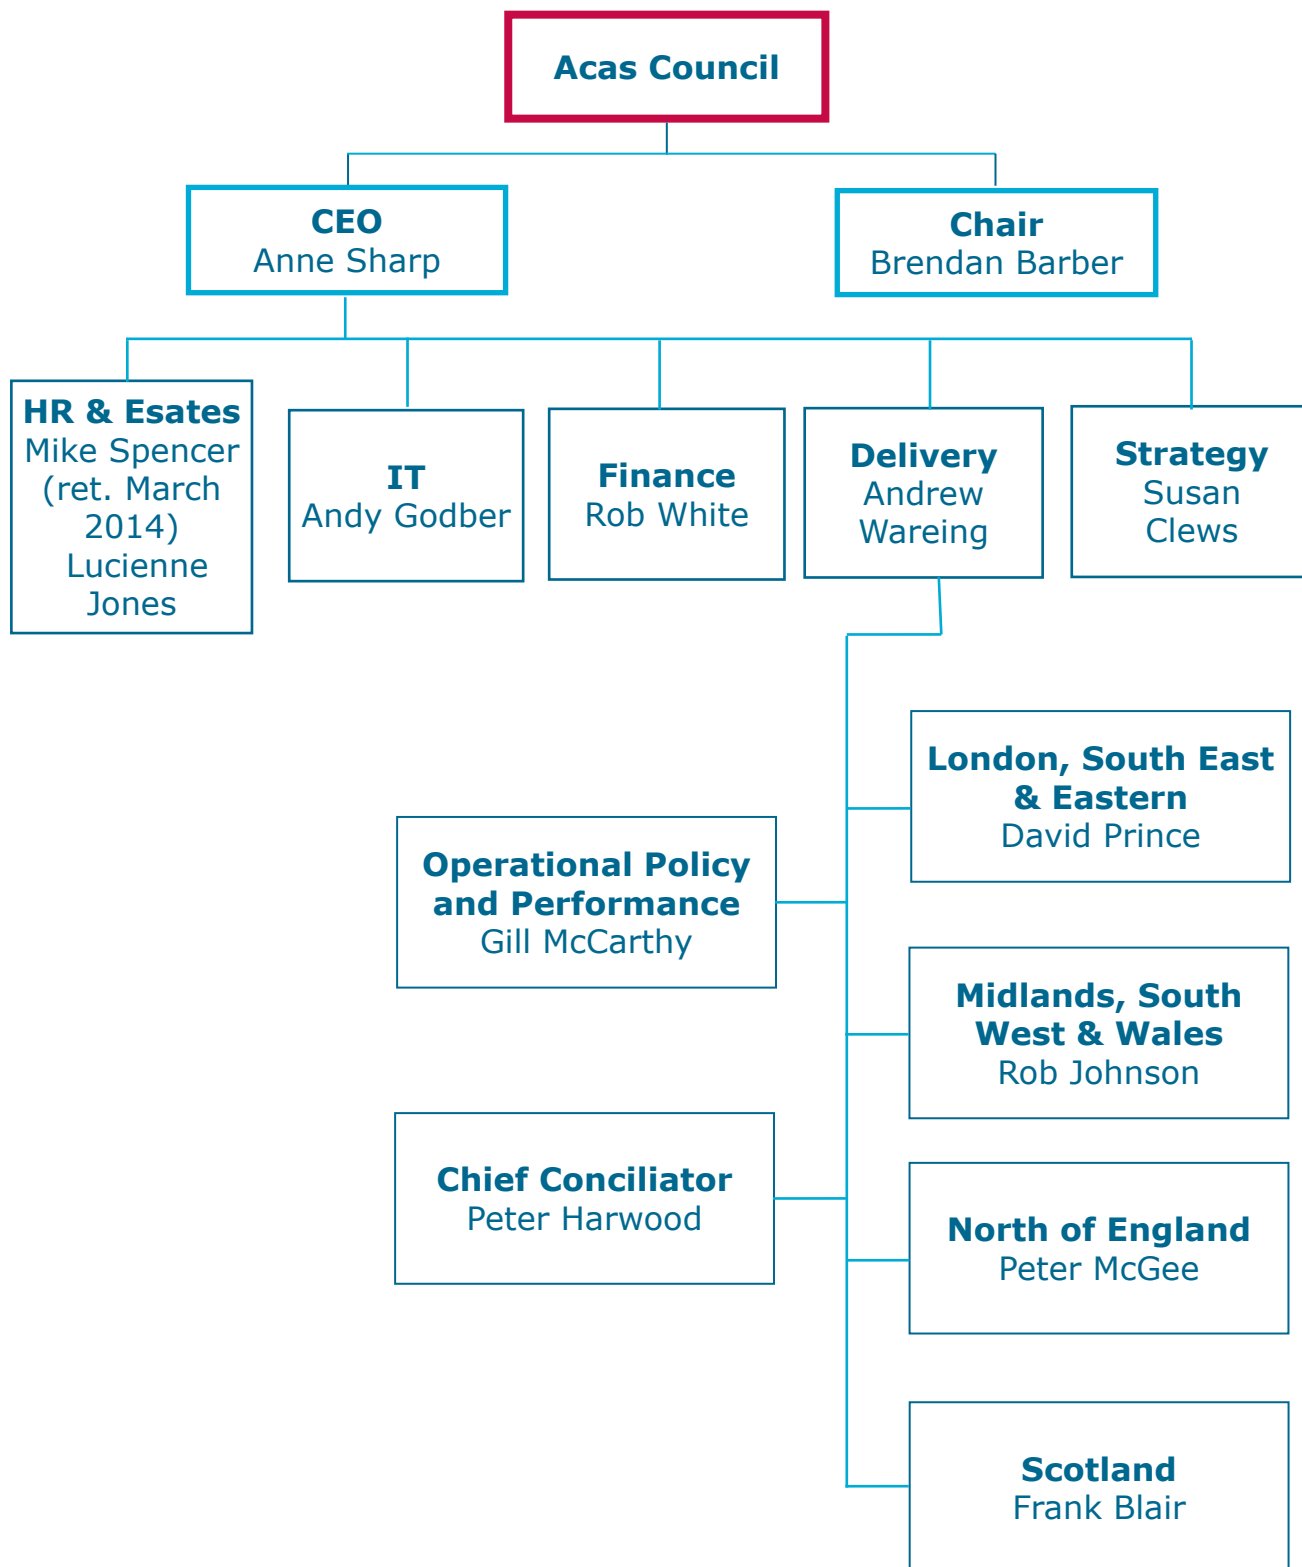 Acas Council
CEO
Anne Sharp
Chair
Brendan Barber
HR & Esates
Mike Spencer
(ret. March
2014)
Lucienne
Jones
IT
Andy Godber
Finance
Rob White
Delivery
Andrew
Wareing
Strategy
Susan
Clews
London, South East
& Eastern
David Prince
Operational Policy
and Performance
Gill McCarthy
Midlands, South
West & Wales
Rob Johnson
Chief Conciliator
Peter Harwood
North of England
Peter McGee
Scotland
Frank Blair